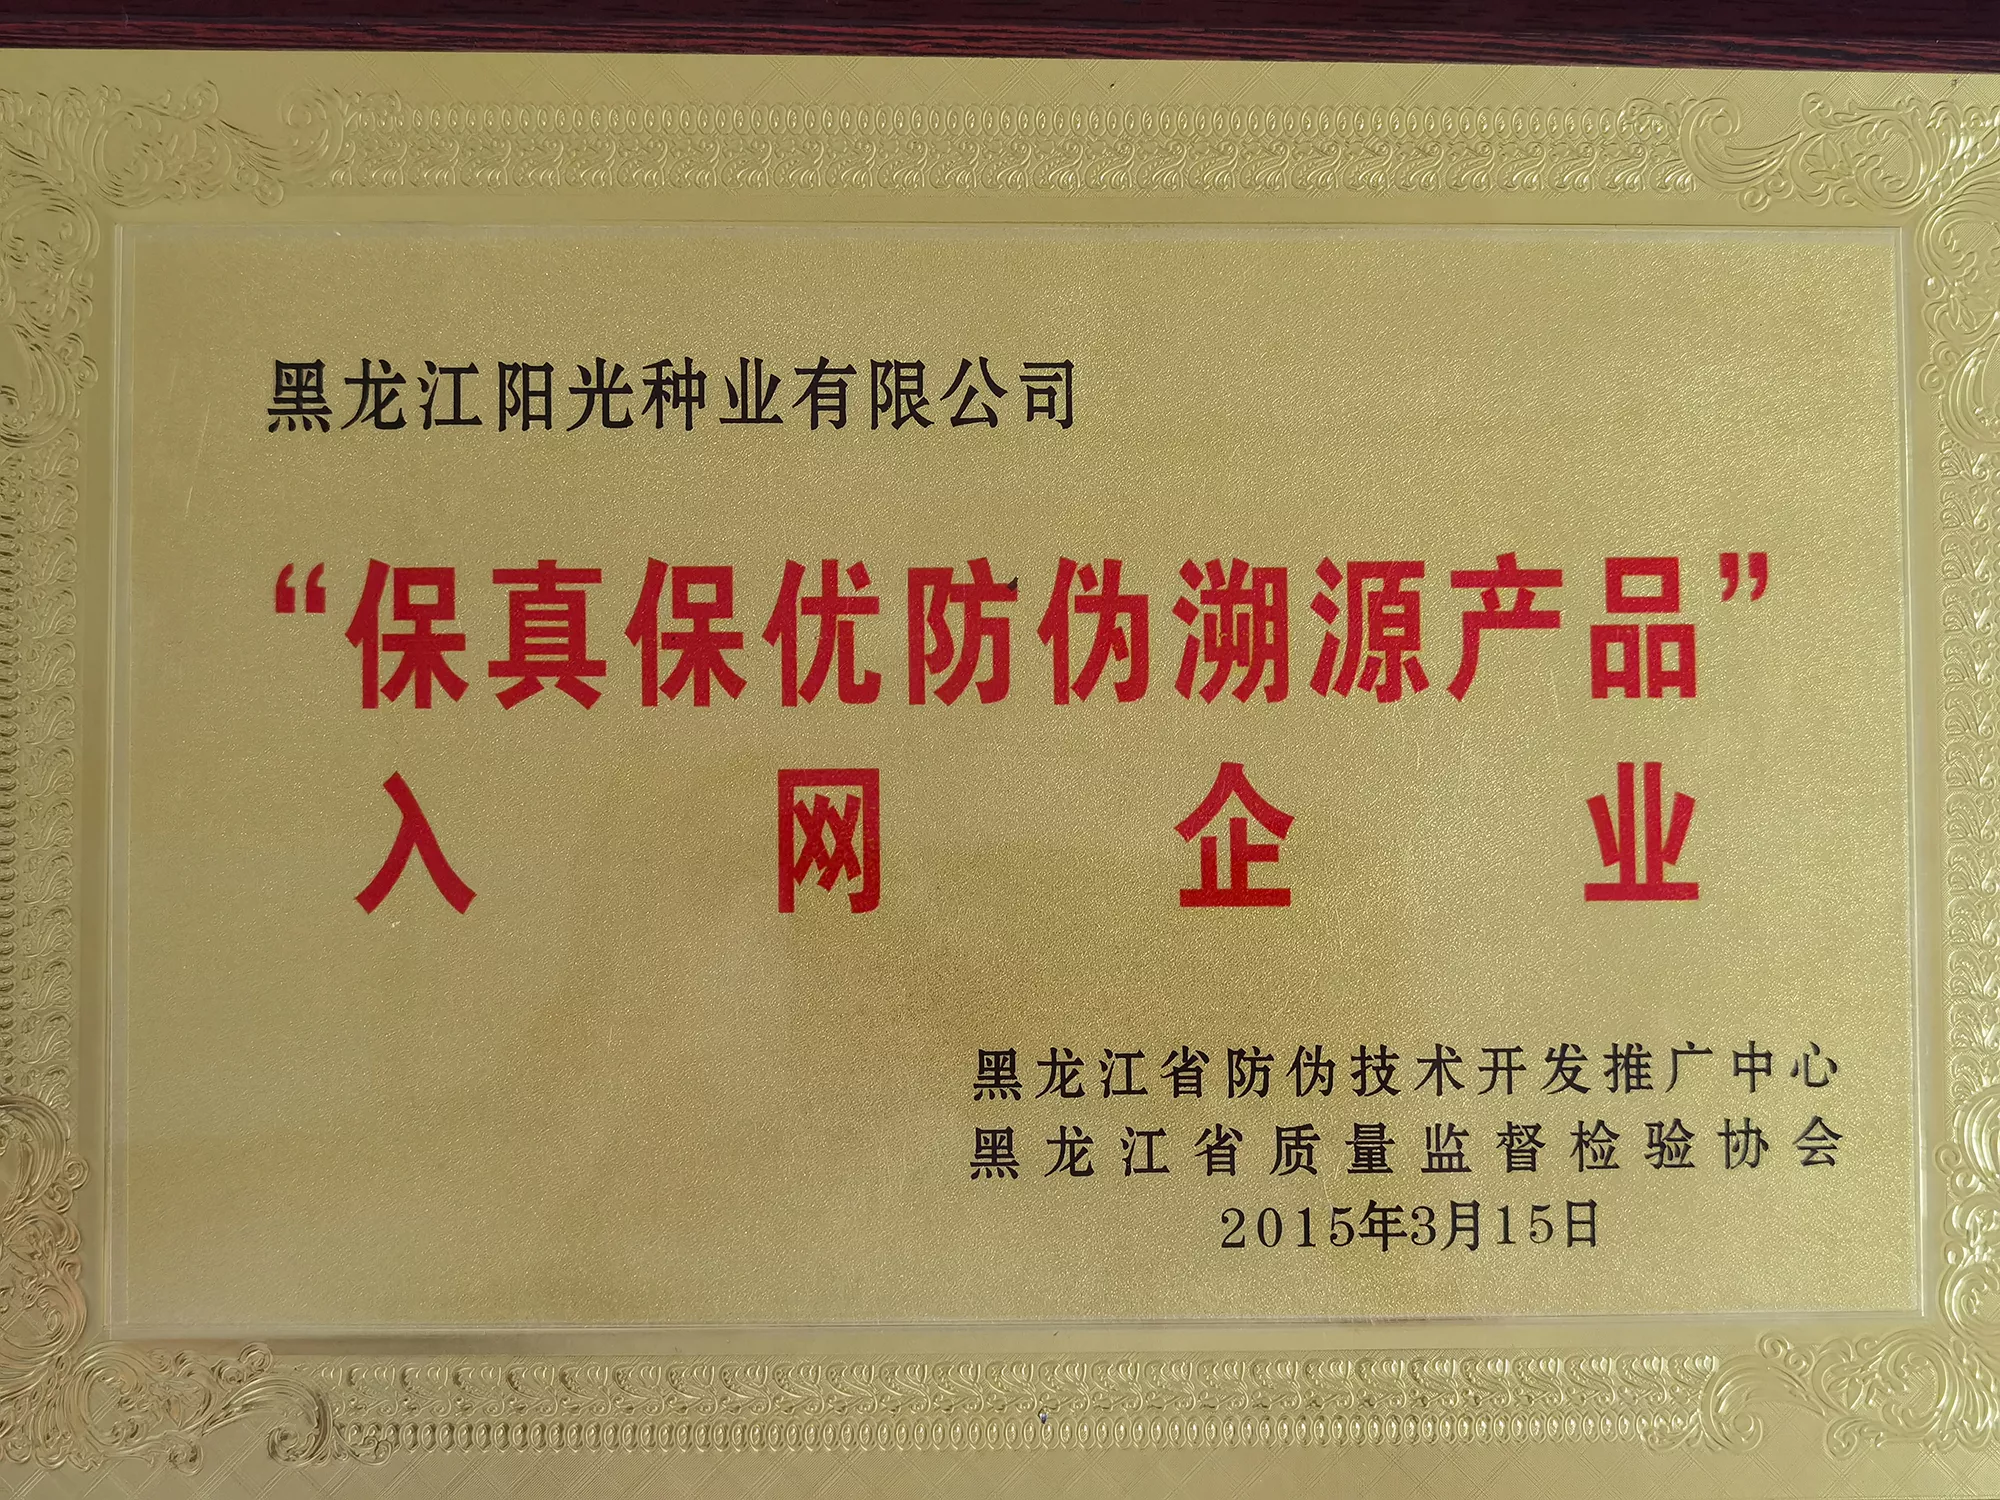 黑龙江阳光种业有限公司
“保真保优防伪溯源产品”
入网企业
黑龙江省防伪技术开发推广中心
黑龙江省质量监督检验协会
2015年3月15日